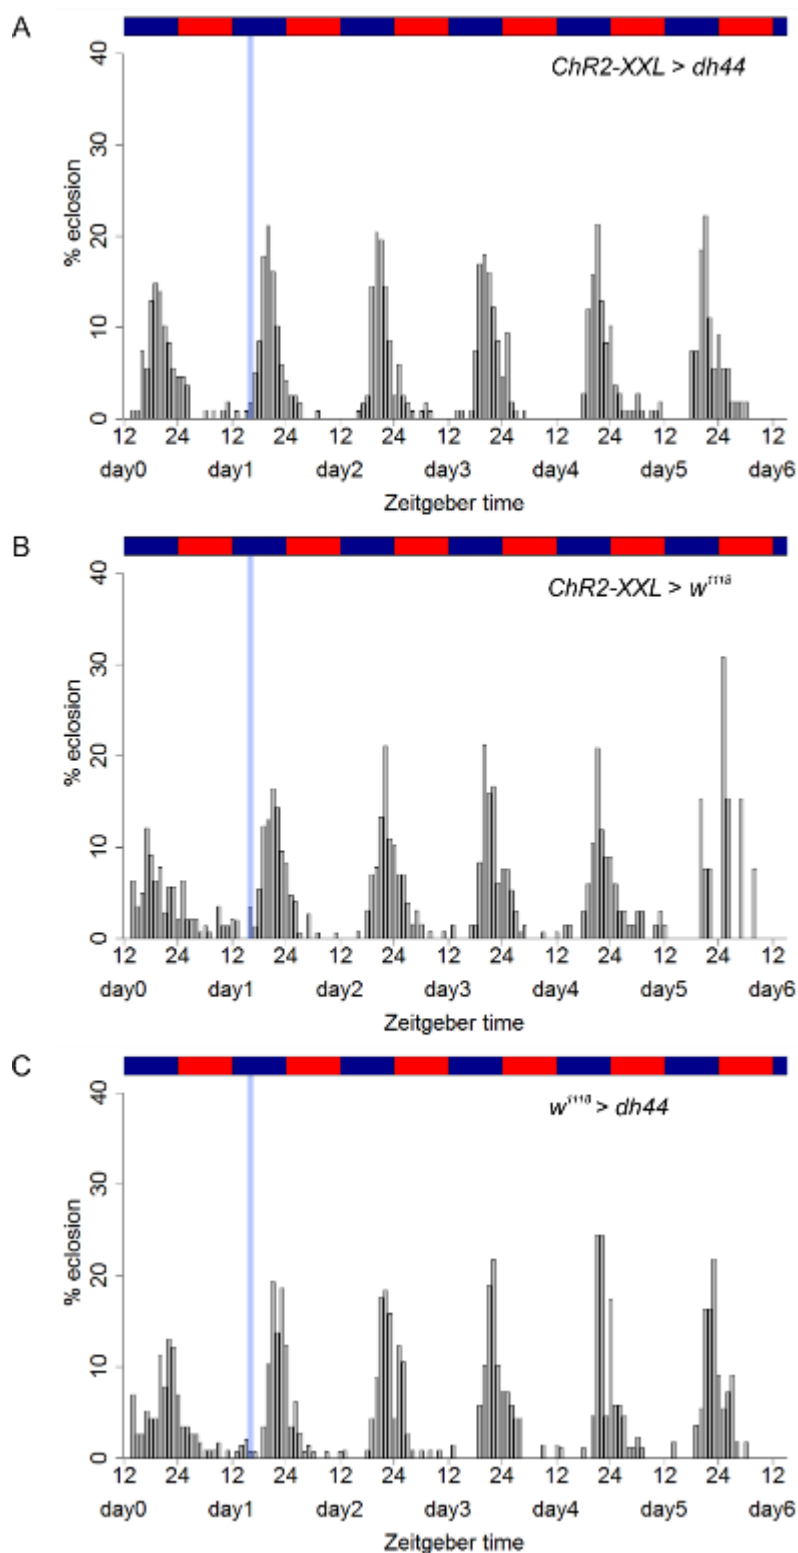 A
ChR2-XXL > dh44
40
30
20
10
0
% eclosion
12 24 12 24 12 24 12 24 12 24 12 24 12
day0 day1 day2 day3 day4 day5 day6
Zeitgeber time
B
ChR2-XXL > w¹¹¹⁸
40
30
20
10
0
% eclosion
12 24 12 24 12 24 12 24 12 24 12 24 12
day0 day1 day2 day3 day4 day5 day6
Zeitgeber time
C
w¹¹¹⁸ > dh44
40
30
20
10
0
% eclosion
12 24 12 24 12 24 12 24 12 24 12 24 12
day0 day1 day2 day3 day4 day5 day6
Zeitgeber time